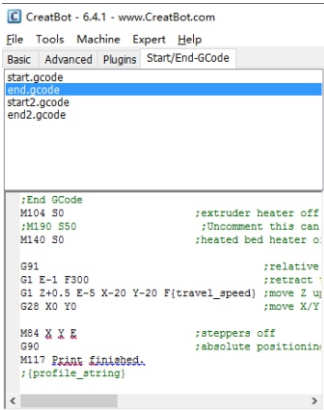 CreatBot - 6.4.1 - www.CreatBot.com
File Tools Machine Expert Help
Basic Advanced Plugins Start/End-GCode
start.gcode
end.gcode
start2.gcode
end2.gcode
;End GCode
M104 S0 ;extruder heater off
;M190 S50 ;Uncomment this can
M140 S0 ;heated bed heater o
G91 ;relative
G1 E-1 F300 ;retract
G1 Z+0.5 E-5 X-20 Y-20 F{travel_speed} ;move Z u
G28 X0 Y0 ;move X/Y
M84 X Y E ;steppers off
G90 ;absolute positionin
M117 Print finished.
;{profile_string}